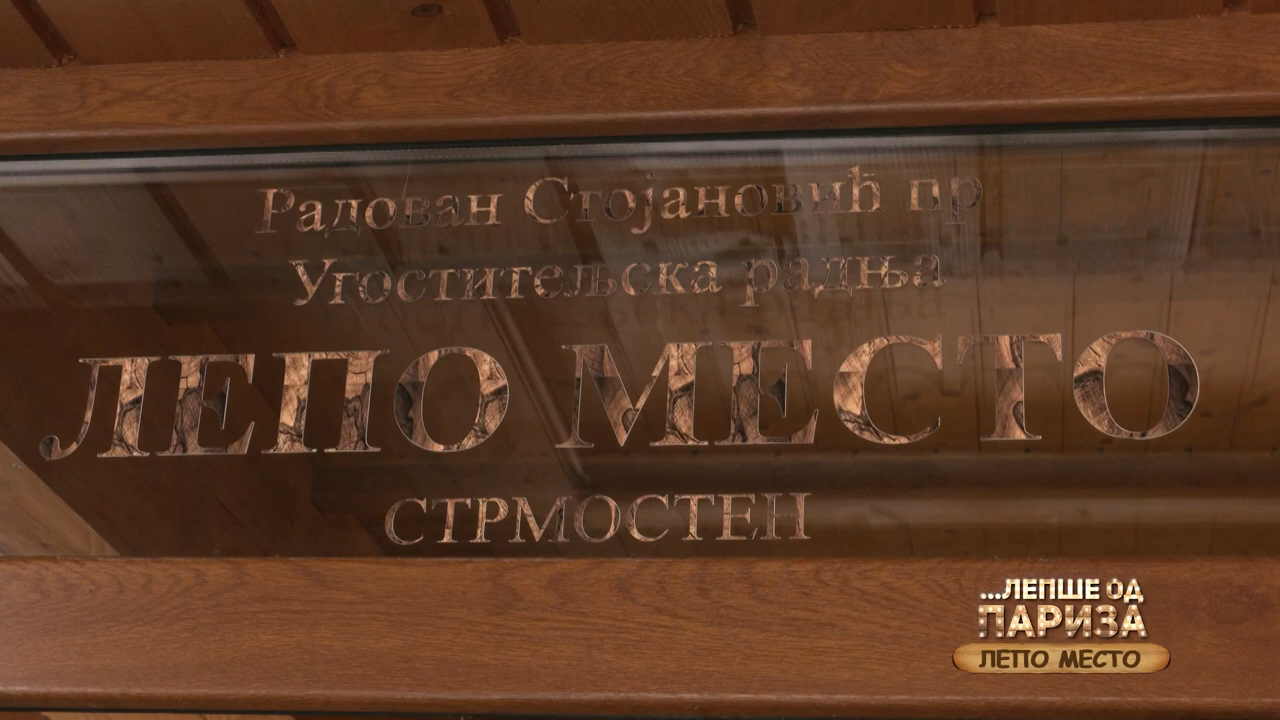 Радован Стојановић пр
Угоститељска радња
ЛЕПО МЕСТО
СТРМОСТЕН
...ЛЕПШЕ ОД
ПАРИЗА
ЛЕПО МЕСТО